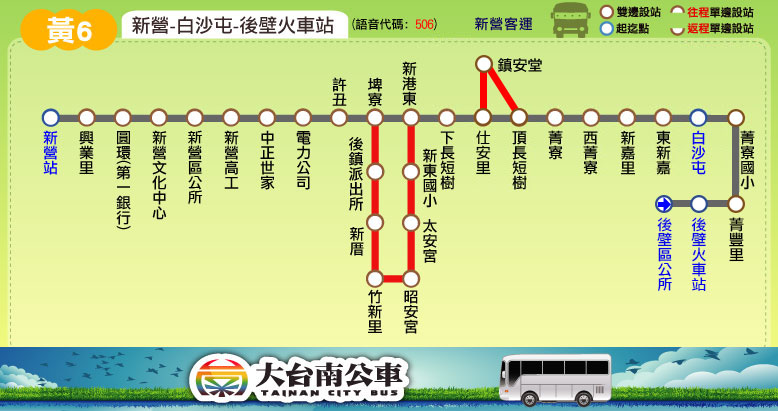 黃6
新營-白沙屯-後壁火車站
(語音代碼: 506)
新營客運
雙邊設站
起迄點
往程單邊設站
返程單邊設站
新營站
興業里
圓環(第一銀行)
新營文化中心
新營區公所
新營高工
中正世家
電力公司
許丑
埤寮
後鎮派出所
新厝
竹新里
昭安宮
太安宮
新東國小
新港東
下長短樹
仕安里
鎮安堂
頂長短樹
菁寮
西菁寮
新嘉里
東新嘉
白沙屯
菁寮國小
菁豐里
後壁火車站
後壁區公所
大台南公車
TAINAN CITY BUS